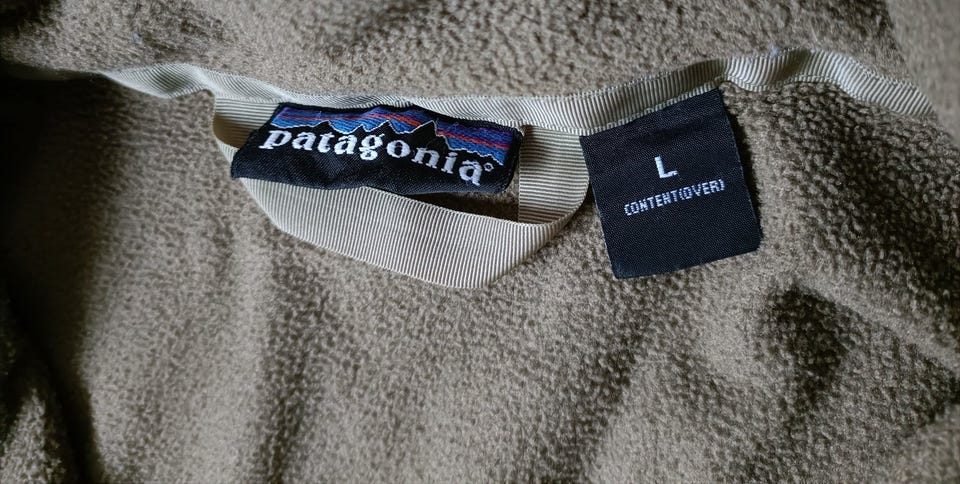 patagonia®
L
CONTENT(OVER)